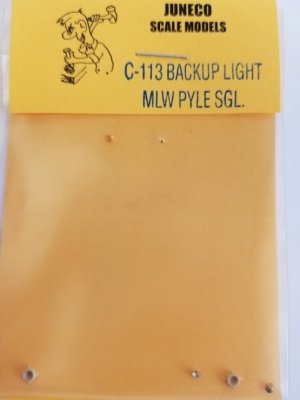 JUNECO
SCALE MODELS
C-113 BACKUP LIGHT
MLW PYLE SGL.